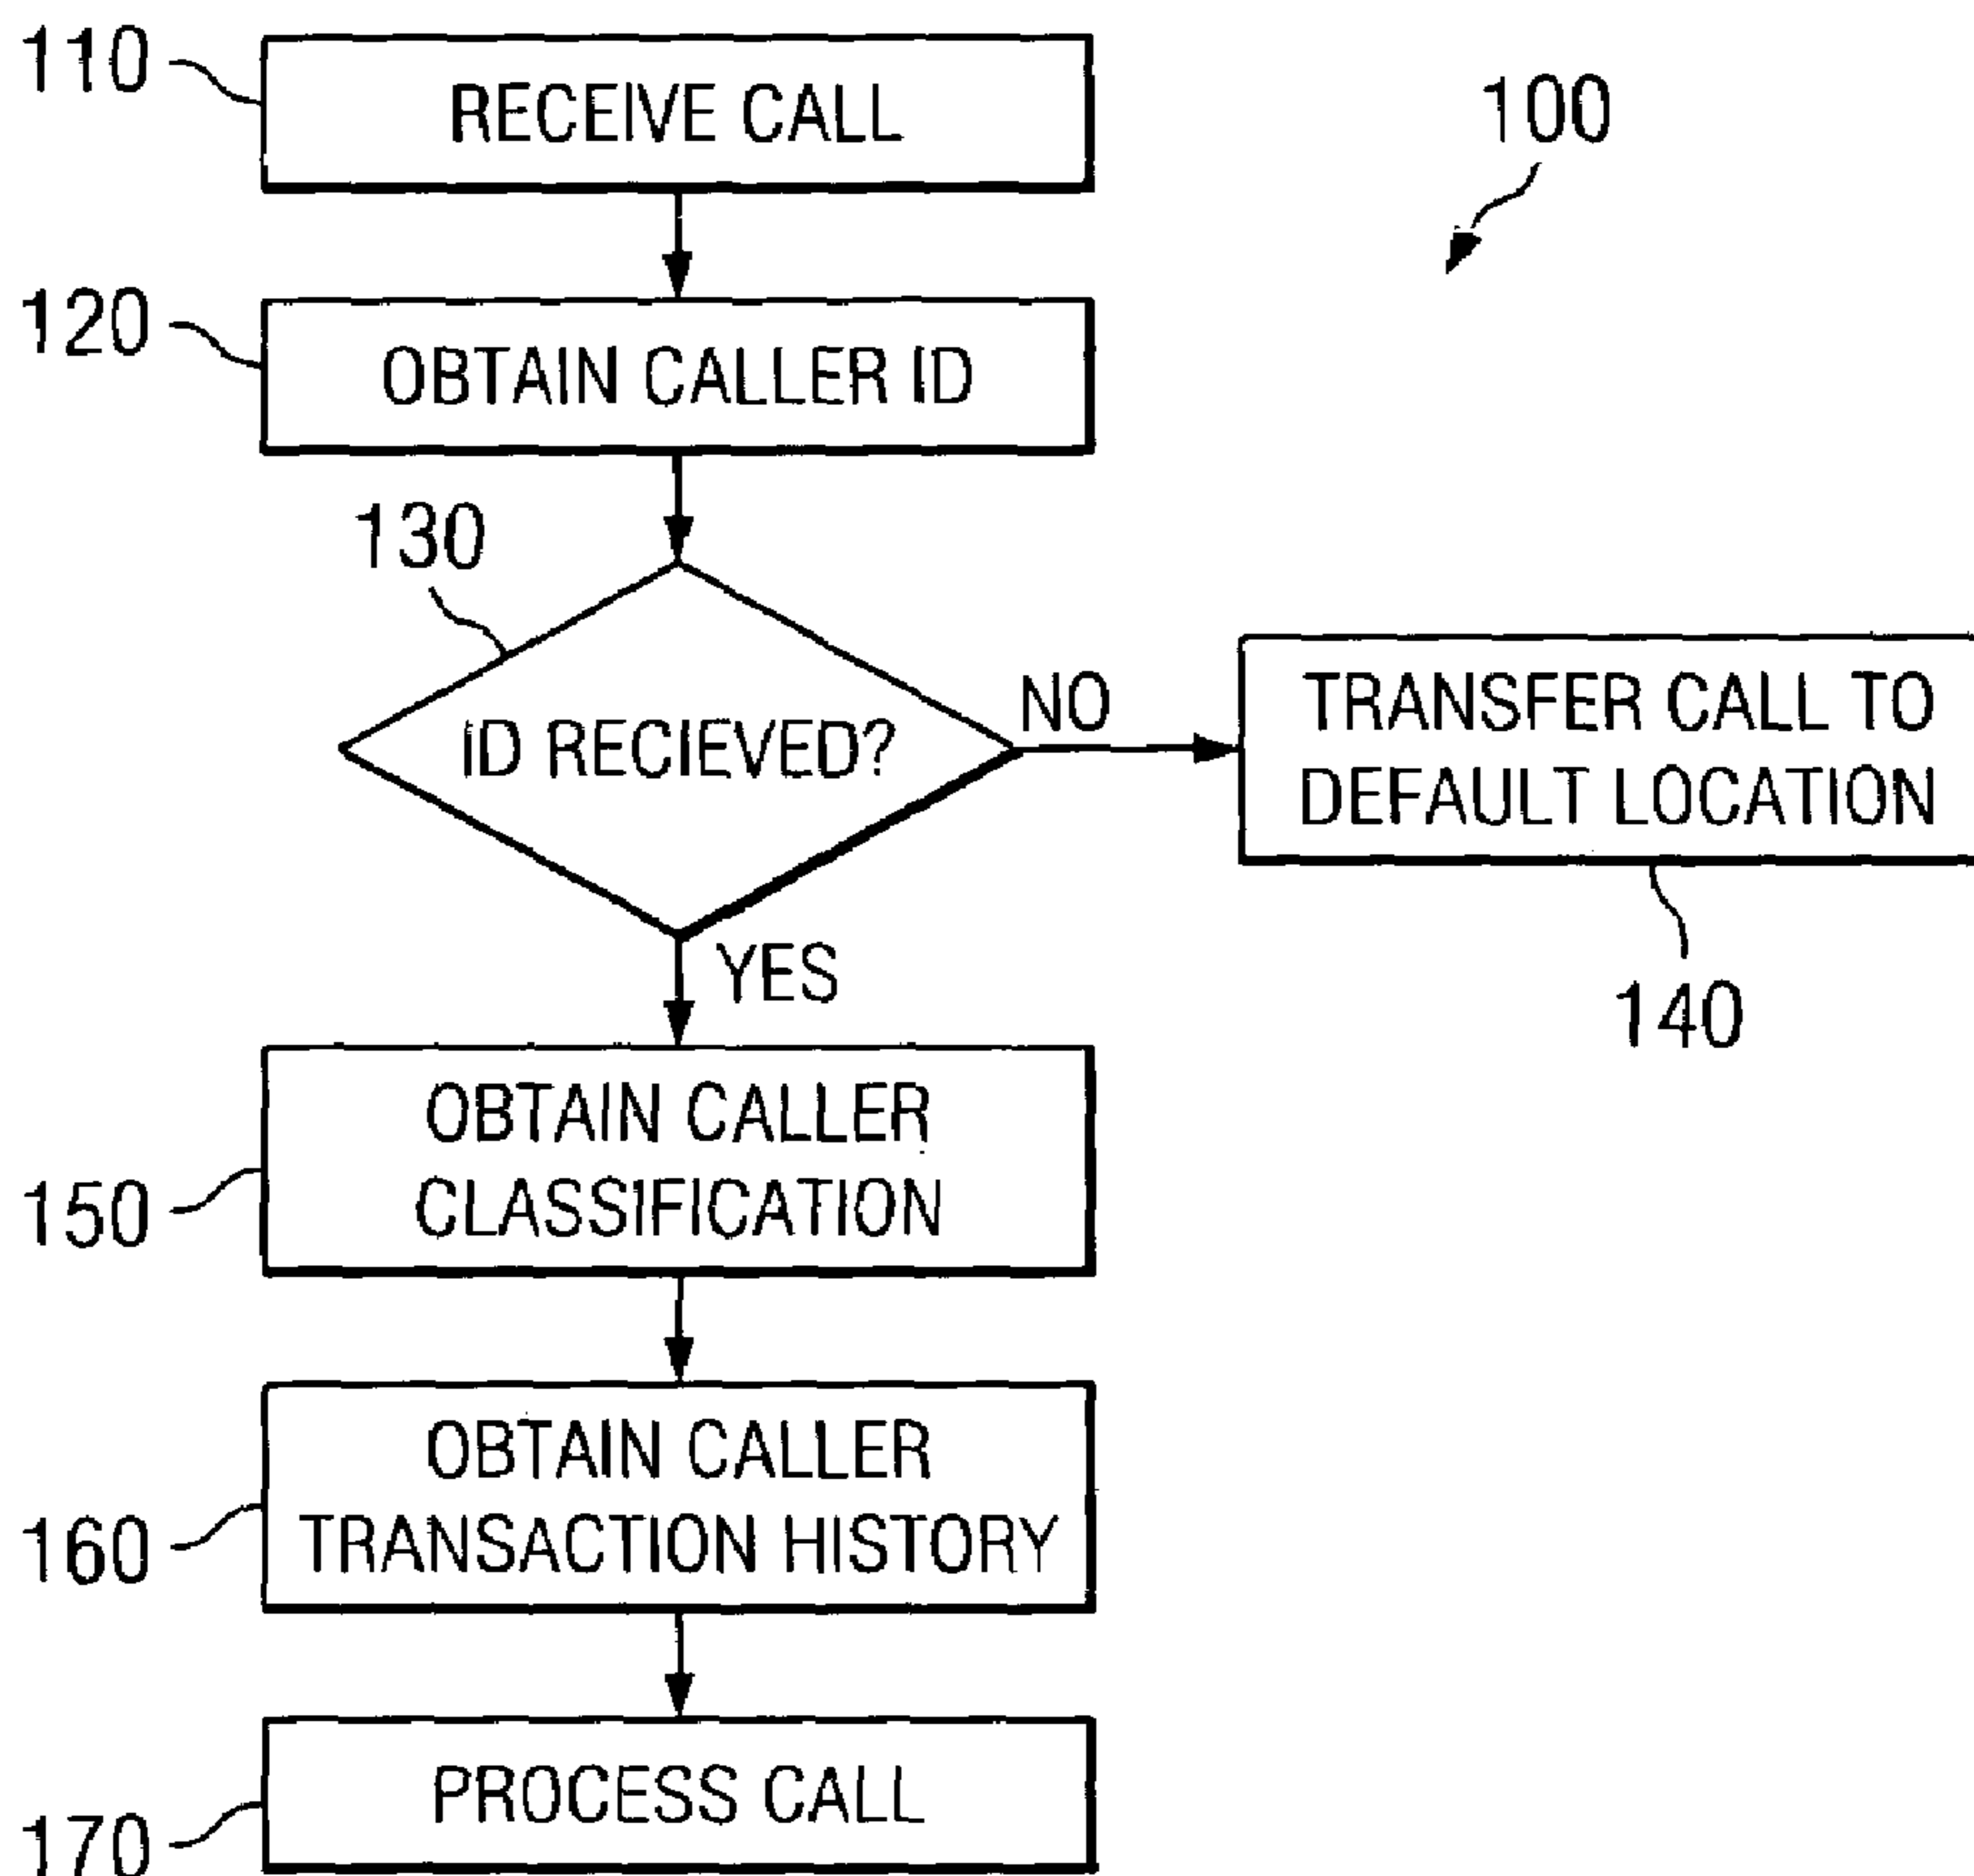 110
RECEIVE CALL
100
120
OBTAIN CALLER ID
130
ID RECIEVED?
NO
TRANSFER CALL TO
DEFAULT LOCATION
140
YES
150
OBTAIN CALLER
CLASSIFICATION
160
OBTAIN CALLER
TRANSACTION HISTORY
170
PROCESS CALL